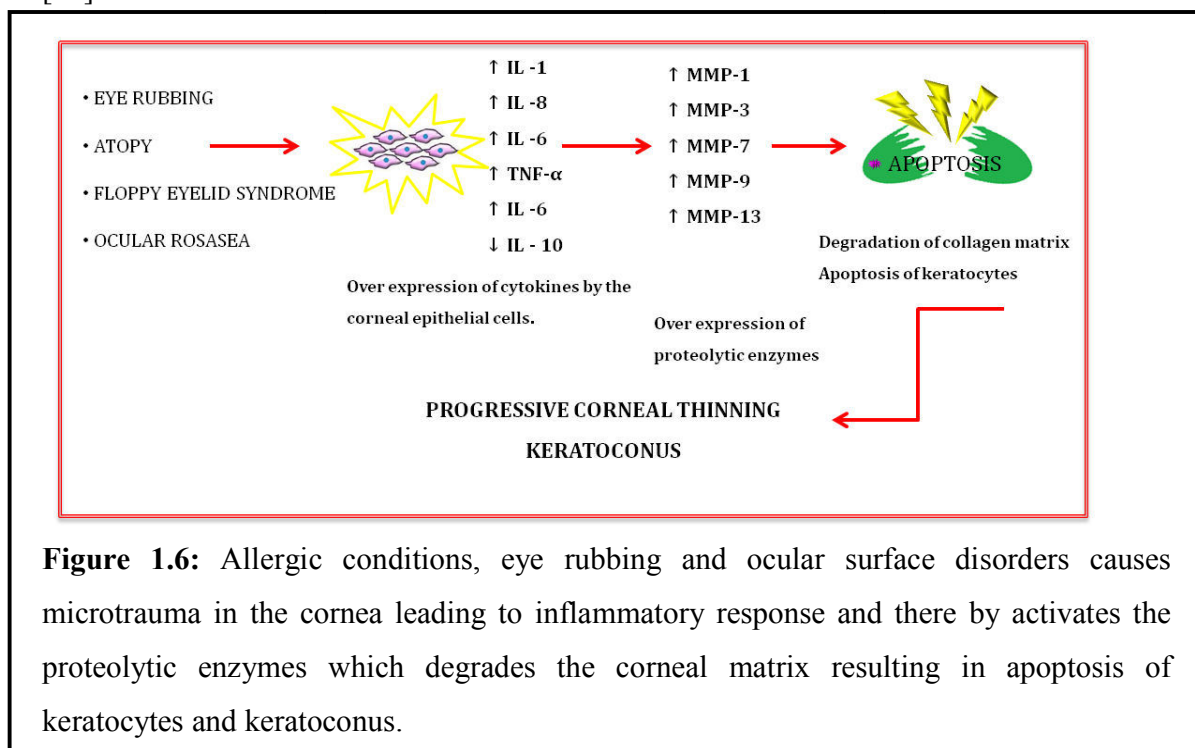 • EYE RUBBING
• ATOPY
• FLOPPY EYELID SYNDROME
• OCULAR ROSASEA
↑ IL -1
↑ IL -8
↑ IL -6
↑ TNF-α
↑ IL -6
↓ IL - 10
Over expression of cytokines by the
corneal epithelial cells.
↑ MMP-1
↑ MMP-3
↑ MMP-7
↑ MMP-9
↑ MMP-13
Over expression of
proteolytic enzymes
* APOPTOSIS
Degradation of collagen matrix
Apoptosis of keratocytes
PROGRESSIVE CORNEAL THINNING
KERATOCONUS
Figure 1.6: Allergic conditions, eye rubbing and ocular surface disorders causes
microtrauma in the cornea leading to inflammatory response and there by activates the
proteolytic enzymes which degrades the corneal matrix resulting in apoptosis of
keratocytes and keratoconus.